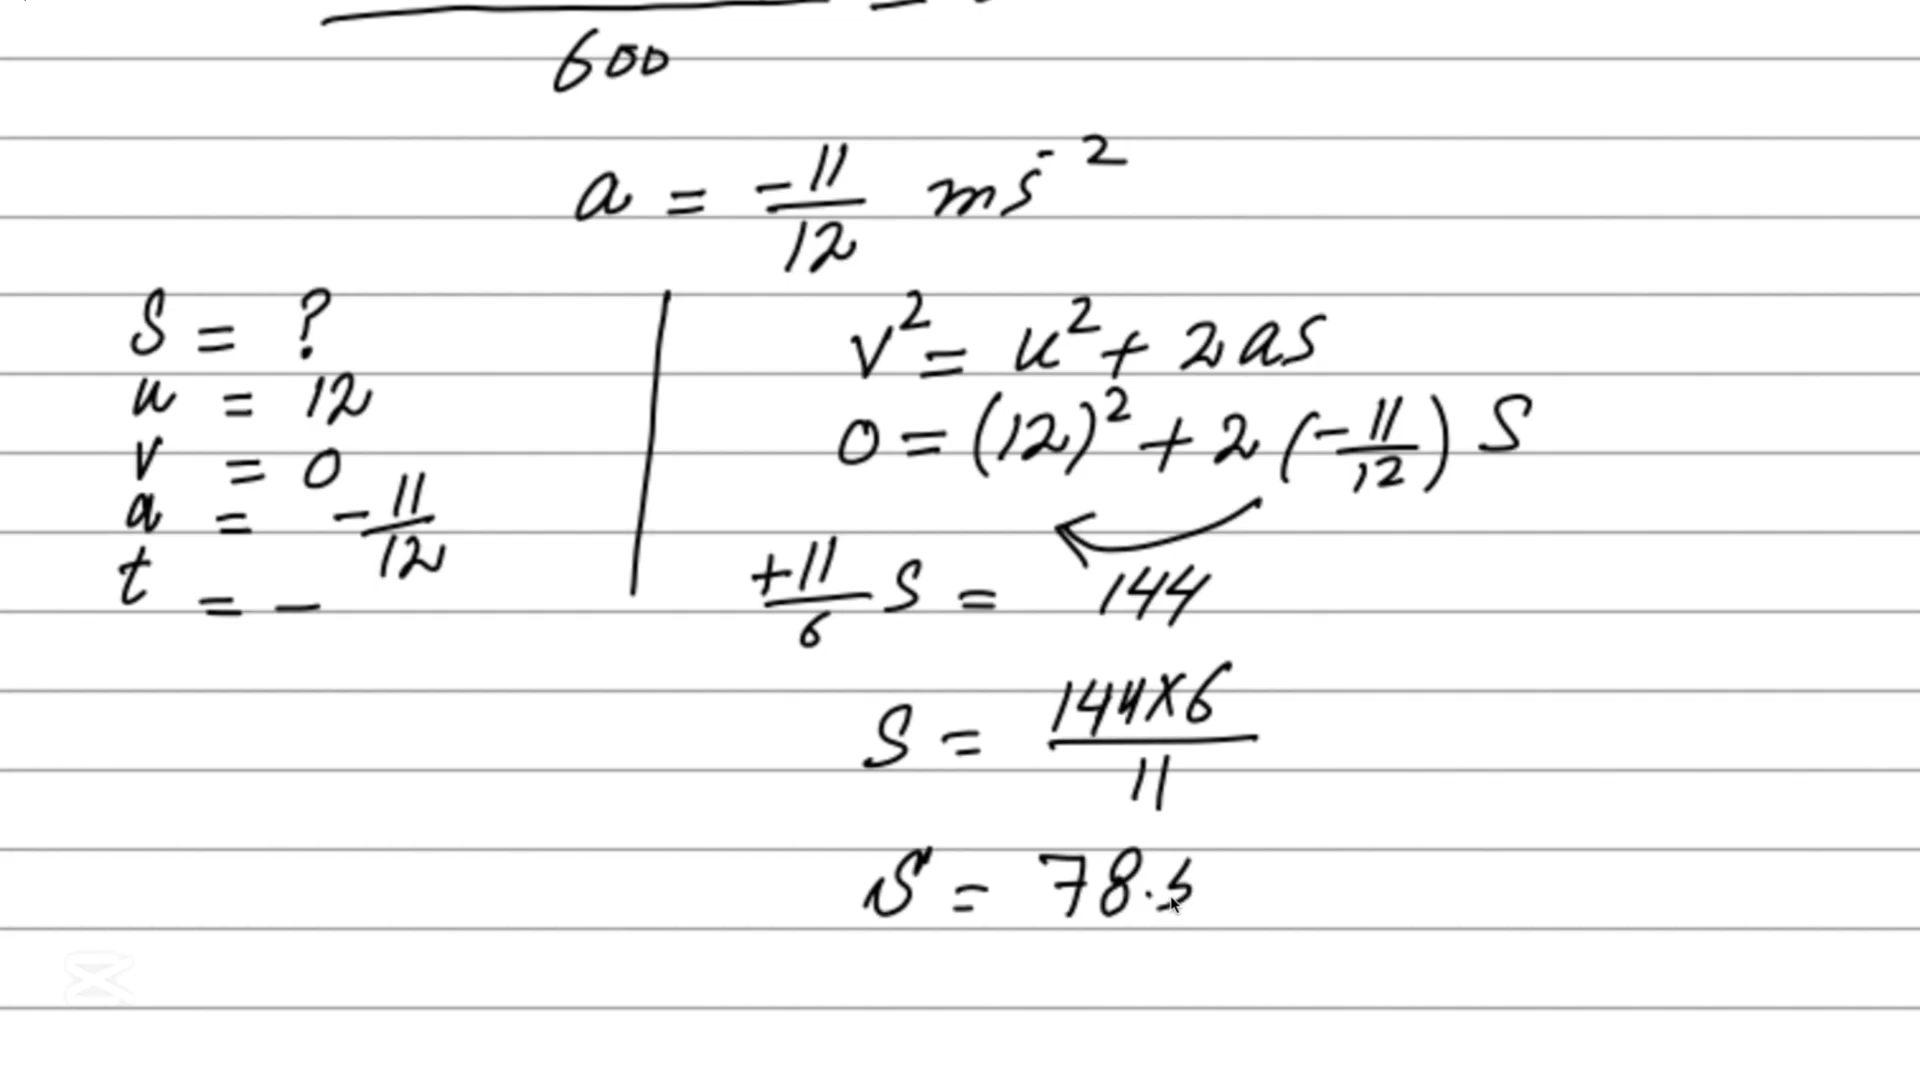 600
a = -11/12 ms^-2
S = ?
u = 12
v = 0
a = -11/12
t = -
v² = u² + 2as
0 = (12)² + 2(-11/12) S
+11/6 S = 144
S = 144×6/11
S = 78.5